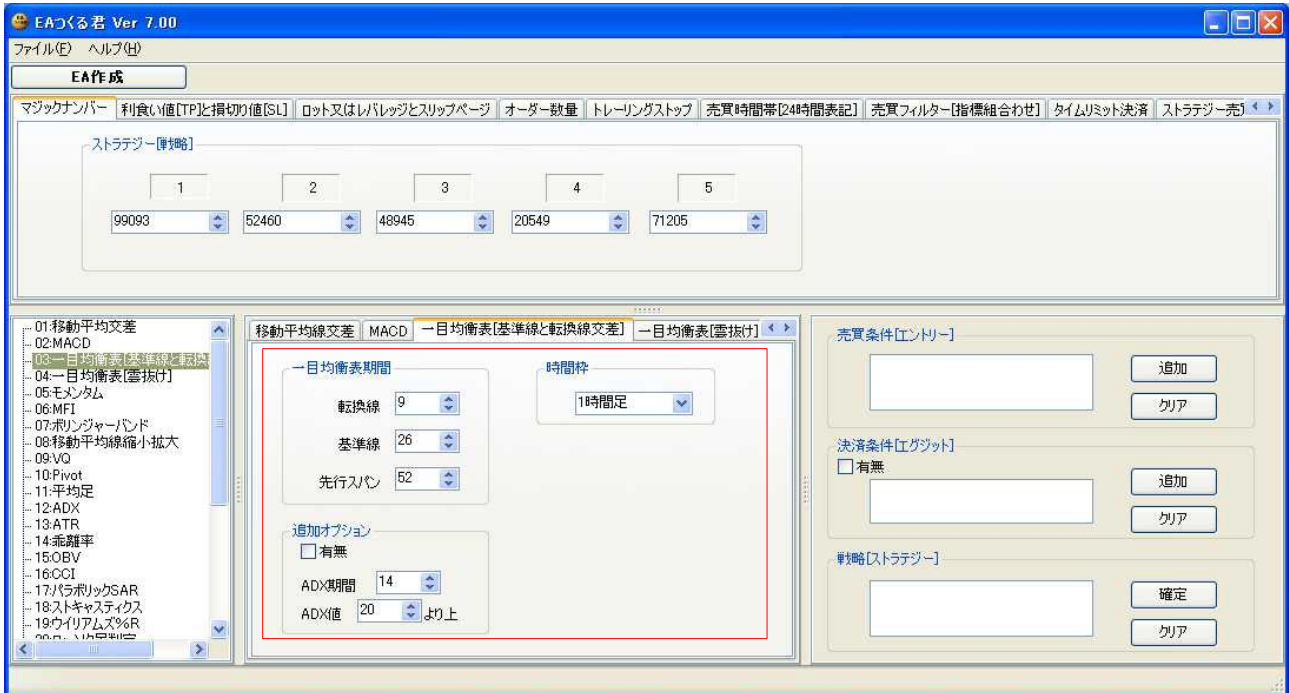 EAつくる君 Ver 7.00
ファイル(F) ヘルプ(H)
EA作成
マジックナンバー 利食い値[TP]と損切り値[SL] ロット又はレバレッジとスリップページ オーダー数量 トレーリングストップ 売買時間帯[24時間表記] 売買フィルター[指標組合わせ] タイムリミット決済 ストラテジー売
ストラテジー[戦略]
1 2 3 4 5
99093 52460 48945 20549 71205
01:移動平均交差
02:MACD
03:一目均衡表[基準線と転換
04:一目均衡表[雲抜け]
05:モメンタム
06:MFI
07:ボリンジャーバンド
08:移動平均線縮小拡大
09:VQ
10:Pivot
11:平均足
12:ADX
13:ATR
14:乖離率
15:OBV
16:CCI
17:パラボリックSAR
18:ストキャスティクス
19:ウイリアムズ%R
移動平均線交差 MACD 一目均衡表[基準線と転換線交差] 一目均衡表[雲抜け]
一目均衡表期間
転換線 9
基準線 26
先行スパン 52
時間枠
1時間足
追加オプション
有無
ADX期間 14
ADX値 20 より上
売買条件[エントリー]
追加
クリア
決済条件[エグジット]
有無
追加
クリア
戦略[ストラテジー]
確定
クリア